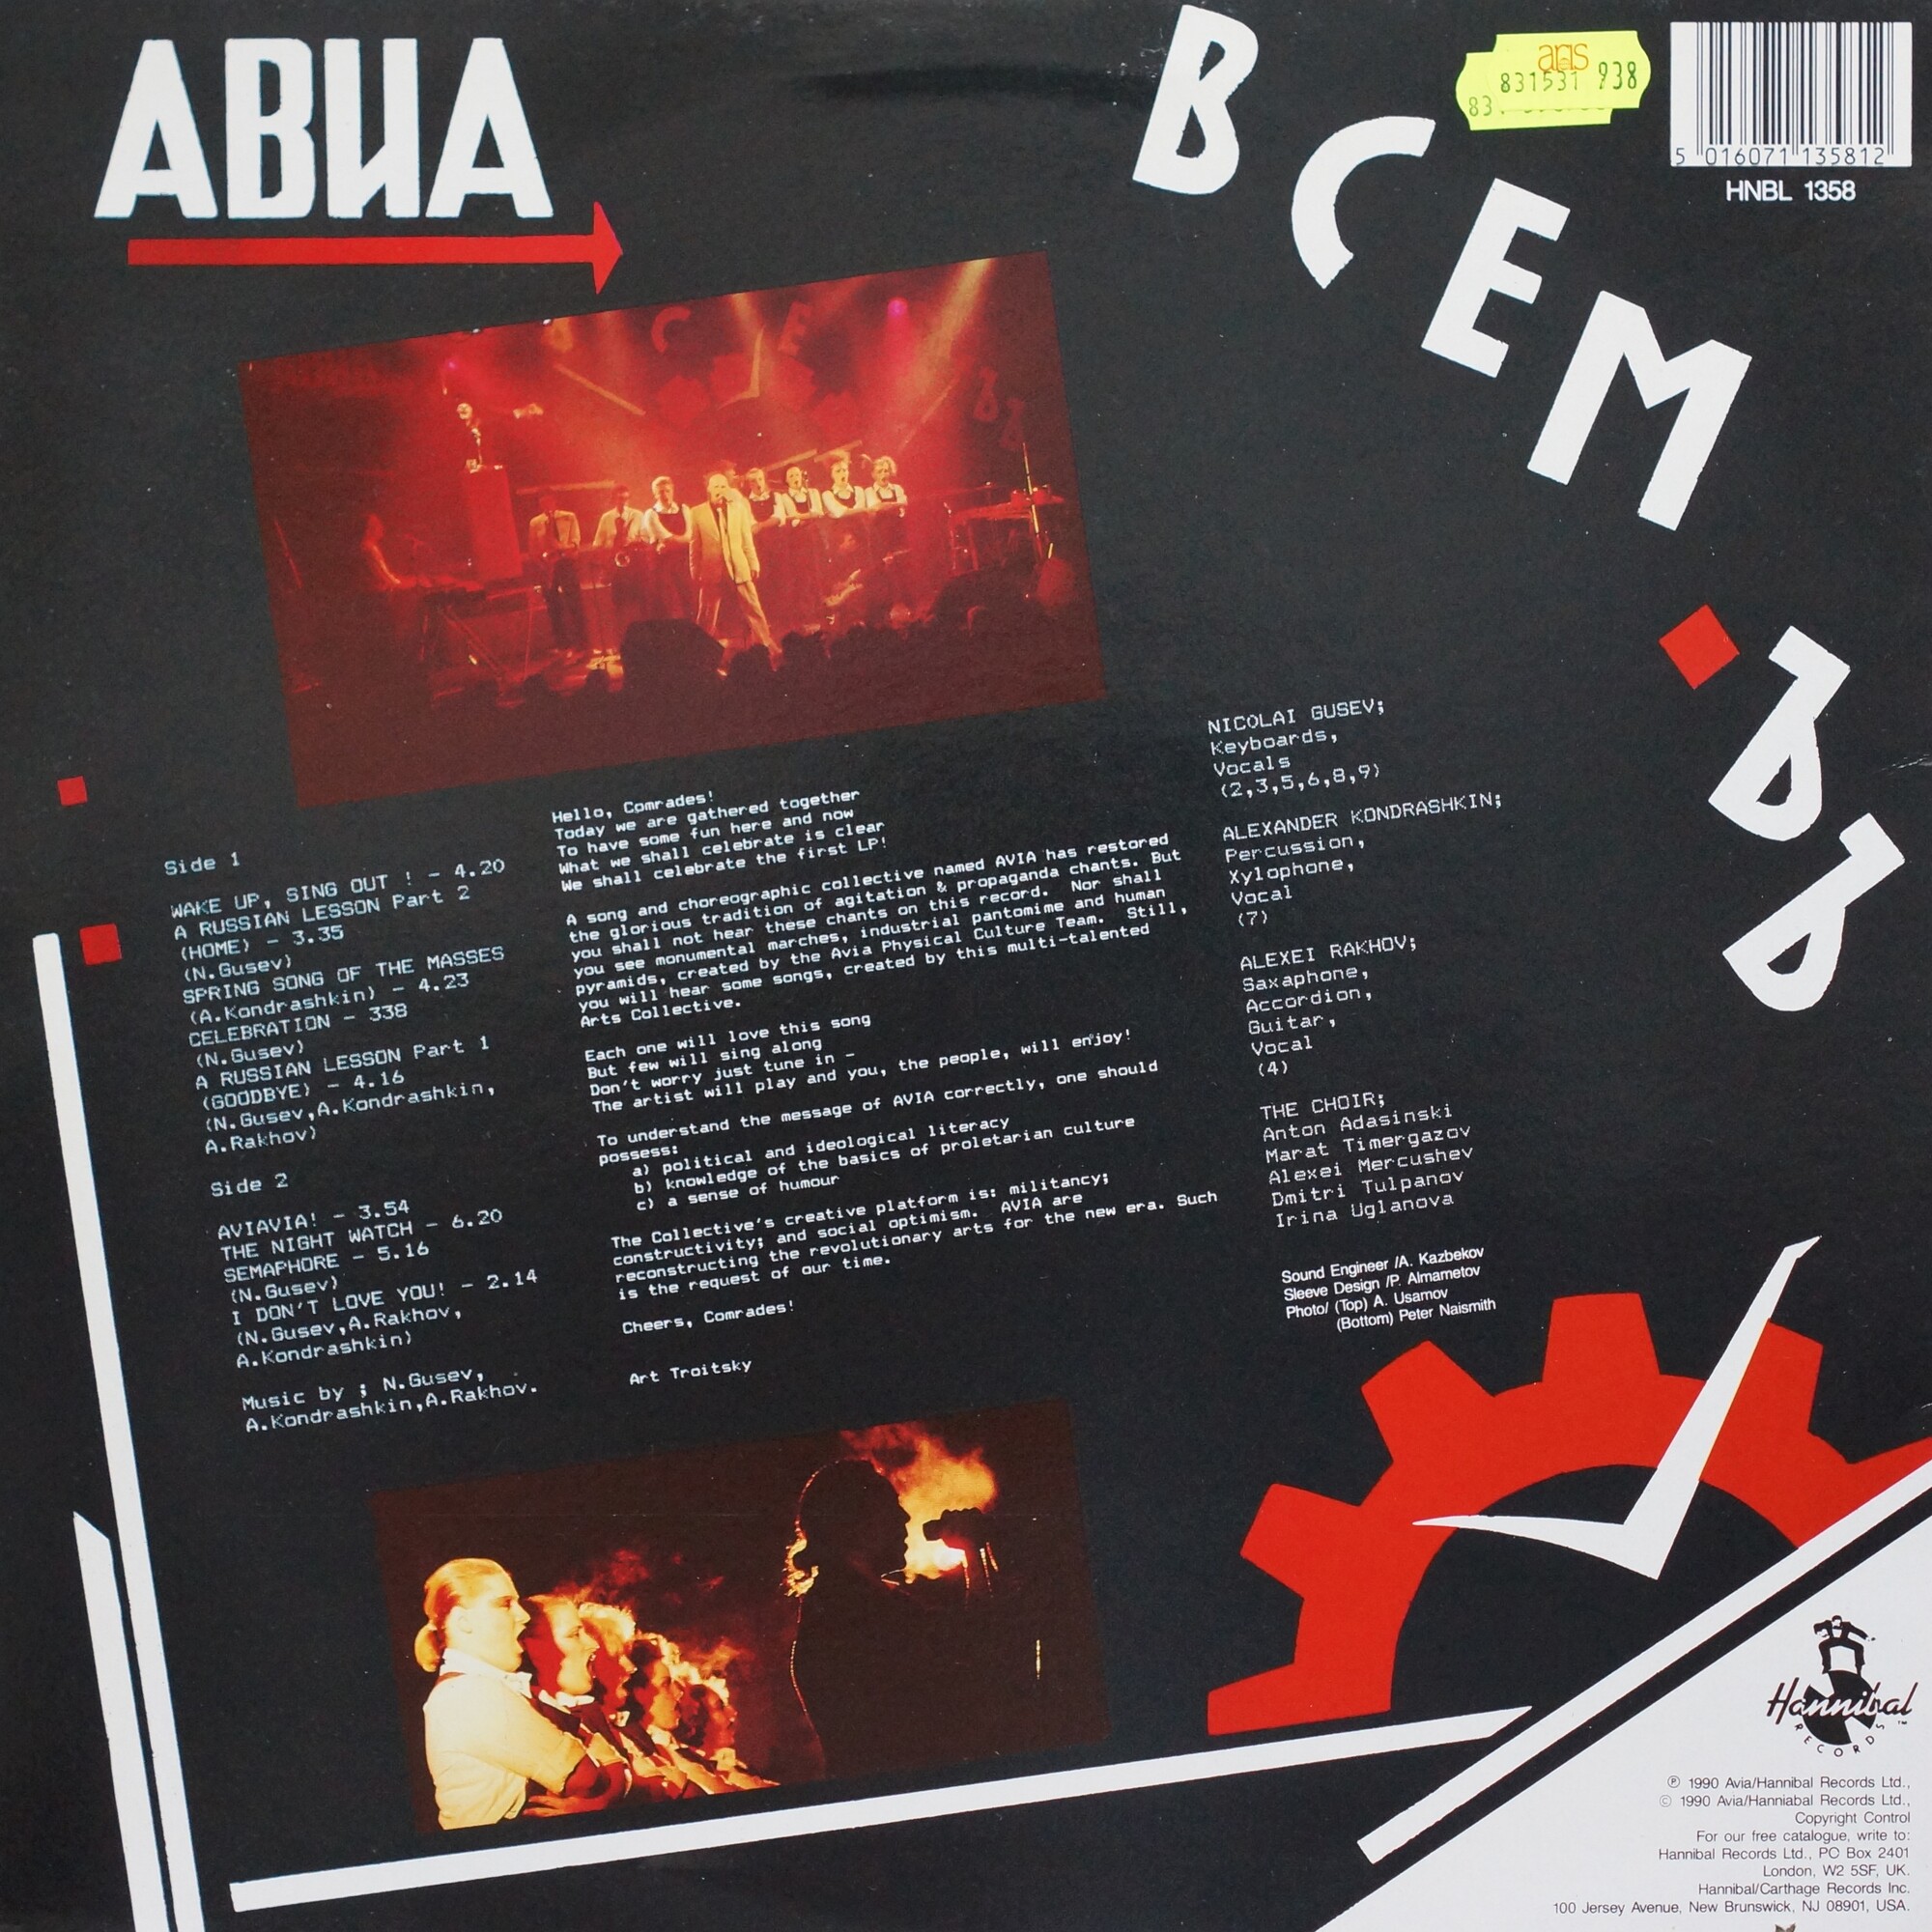 АВИА
ВСЕМ
ЪЪ
aris
831531 938
83
5 016071 135812
HNBL 1358
Side 1
WAKE UP, SING OUT ! - 4.20
A RUSSIAN LESSON Part 2
(HOME) - 3.35
(N.Gusev)
SPRING SONG OF THE MASSES
(A.Kondrashkin) - 4.23
CELEBRATION - 338
(N.Gusev)
A RUSSIAN LESSON Part 1
(GOODBYE) - 4.16
(N.Gusev,A.Kondrashkin,
A.Rakhov)
Side 2
AVIAVIA! - 3.54
THE NIGHT WATCH - 6.20
SEMAPHORE - 5.16
(N.Gusev)
I DON'T LOVE YOU! - 2.14
(N.Gusev,A.Rakhov,
A.Kondrashkin)
Music by ; N.Gusev,
A.Kondrashkin,A.Rakhov.
Hello, Comrades!
Today we are gathered together
To have some fun here and now
What we shall celebrate is clear
We shall celebrate the first LP!
A song and choreographic collective named AVIA has restored
the glorious tradition of agitation & propaganda chants. But
you shall not hear these chants on this record. Nor shall
you see monumental marches, industrial pantomime and human
pyramids, created by the Avia Physical Culture Team. Still,
you will hear some songs, created by this multi-talented
Arts Collective.
Each one will love this song
But few will sing along
Don't worry just tune in -
The artist will play and you, the people, will enjoy!
To understand the message of AVIA correctly, one should
possess:
a) political and ideological literacy
b) knowledge of the basics of proletarian culture
c) a sense of humour
The Collective's creative platform is: militancy;
constructivity; and social optimism. AVIA are
reconstructing the revolutionary arts for the new era. Such
is the request of our time.
Cheers, Comrades!
Art Troitsky
NICOLAI GUSEV;
Keyboards,
Vocals
(2,3,5,6,8,9)
ALEXANDER KONDRASHKIN;
Percussion,
Xylophone,
Vocal
(7)
ALEXEI RAKHOV;
Saxaphone,
Accordion,
Guitar,
Vocal
(4)
THE CHOIR;
Anton Adasinski
Marat Timergazov
Alexei Mercushev
Dmitri Tulpanov
Irina Uglanova
Sound Engineer /A. Kazbekov
Sleeve Design /P. Almametov
Photo/ (Top) A. Usamov
(Bottom) Peter Naismith
Hannibal
RECORDS
℗ 1990 Avia/Hannibal Records Ltd.,
© 1990 Avia/Hanniabal Records Ltd.,
Copyright Control
For our free catalogue, write to:
Hannibal Records Ltd., PO Box 2401
London, W2 5SF, UK.
Hannibal/Carthage Records Inc.
100 Jersey Avenue, New Brunswick, NJ 08901, USA.